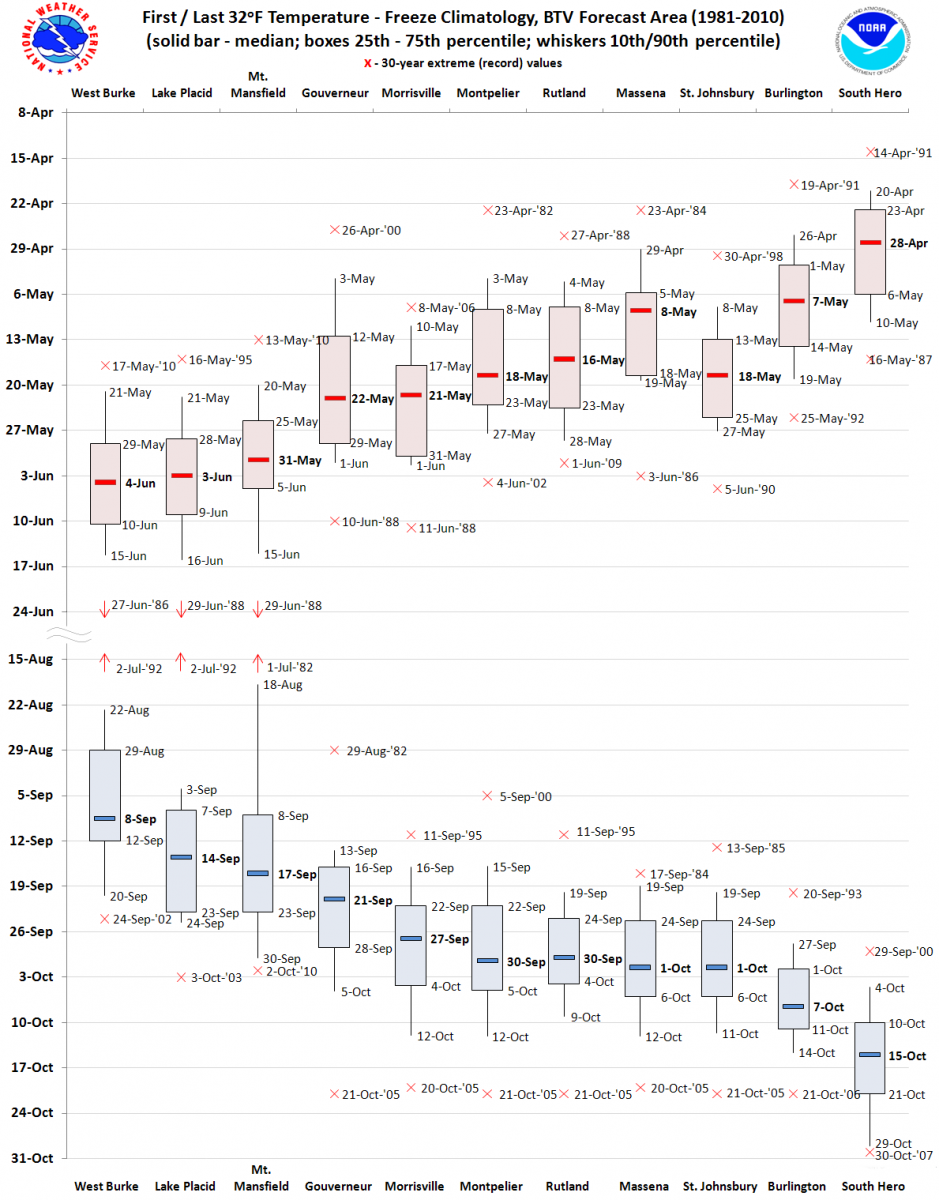 First / Last 32°F Temperature - Freeze Climatology, BTV Forecast Area (1981-2010)
(solid bar - median; boxes 25th - 75th percentile; whiskers 10th/90th percentile)
X - 30-year extreme (record) values
NATIONAL WEATHER SERVICE
NOAA
NATIONAL OCEANIC AND ATMOSPHERIC ADMINISTRATION
U.S. DEPARTMENT OF COMMERCE
West Burke Lake Placid Mt. Mansfield Gouverneur Morrisville Montpelier Rutland Massena St. Johnsbury Burlington South Hero
8-Apr
15-Apr
22-Apr
29-Apr
6-May
13-May
20-May
27-May
3-Jun
10-Jun
17-Jun
24-Jun
15-Aug
22-Aug
29-Aug
5-Sep
12-Sep
19-Sep
26-Sep
3-Oct
10-Oct
17-Oct
24-Oct
31-Oct
17-May-'10
21-May
29-May
4-Jun
10-Jun
15-Jun
27-Jun-'86
16-May-'95
21-May
28-May
3-Jun
9-Jun
16-Jun
29-Jun-'88
13-May-'10
20-May
25-May
31-May
5-Jun
15-Jun
29-Jun-'88
26-Apr-'00
3-May
12-May
22-May
29-May
1-Jun
10-Jun-'88
8-May-'06
10-May
17-May
21-May
31-May
1-Jun
11-Jun-'88
23-Apr-'82
3-May
8-May
18-May
23-May
27-May
4-Jun-'02
27-Apr-'88
4-May
8-May
16-May
23-May
28-May
1-Jun-'09
23-Apr-'84
29-Apr
5-May
8-May
18-May
19-May
3-Jun-'86
30-Apr-'98
8-May
13-May
18-May
25-May
27-May
5-Jun-'90
19-Apr-'91
26-Apr
1-May
7-May
14-May
19-May
25-May-'92
14-Apr-'91
20-Apr
23-Apr
28-Apr
6-May
10-May
16-May-'87
2-Jul-'92
22-Aug
29-Aug
8-Sep
12-Sep
20-Sep
24-Sep-'02
2-Jul-'92
3-Sep
7-Sep
14-Sep
23-Sep
24-Sep
3-Oct-'03
1-Jul-'82
18-Aug
8-Sep
17-Sep
23-Sep
30-Sep
2-Oct-'10
29-Aug-'82
13-Sep
16-Sep
21-Sep
28-Sep
5-Oct
21-Oct-'05
11-Sep-'95
16-Sep
22-Sep
27-Sep
4-Oct
12-Oct
20-Oct-'05
5-Sep-'00
15-Sep
22-Sep
30-Sep
5-Oct
12-Oct
21-Oct-'05
11-Sep-'95
19-Sep
24-Sep
30-Sep
4-Oct
9-Oct
21-Oct-'05
17-Sep-'84
19-Sep
24-Sep
1-Oct
6-Oct
12-Oct
20-Oct-'05
13-Sep-'85
19-Sep
24-Sep
1-Oct
6-Oct
11-Oct
21-Oct-'05
20-Sep-'93
27-Sep
1-Oct
7-Oct
11-Oct
14-Oct
21-Oct-'06
29-Sep-'00
4-Oct
10-Oct
15-Oct
21-Oct
29-Oct
30-Oct-'07
West Burke Lake Placid Mt. Mansfield Gouverneur Morrisville Montpelier Rutland Massena St. Johnsbury Burlington South Hero